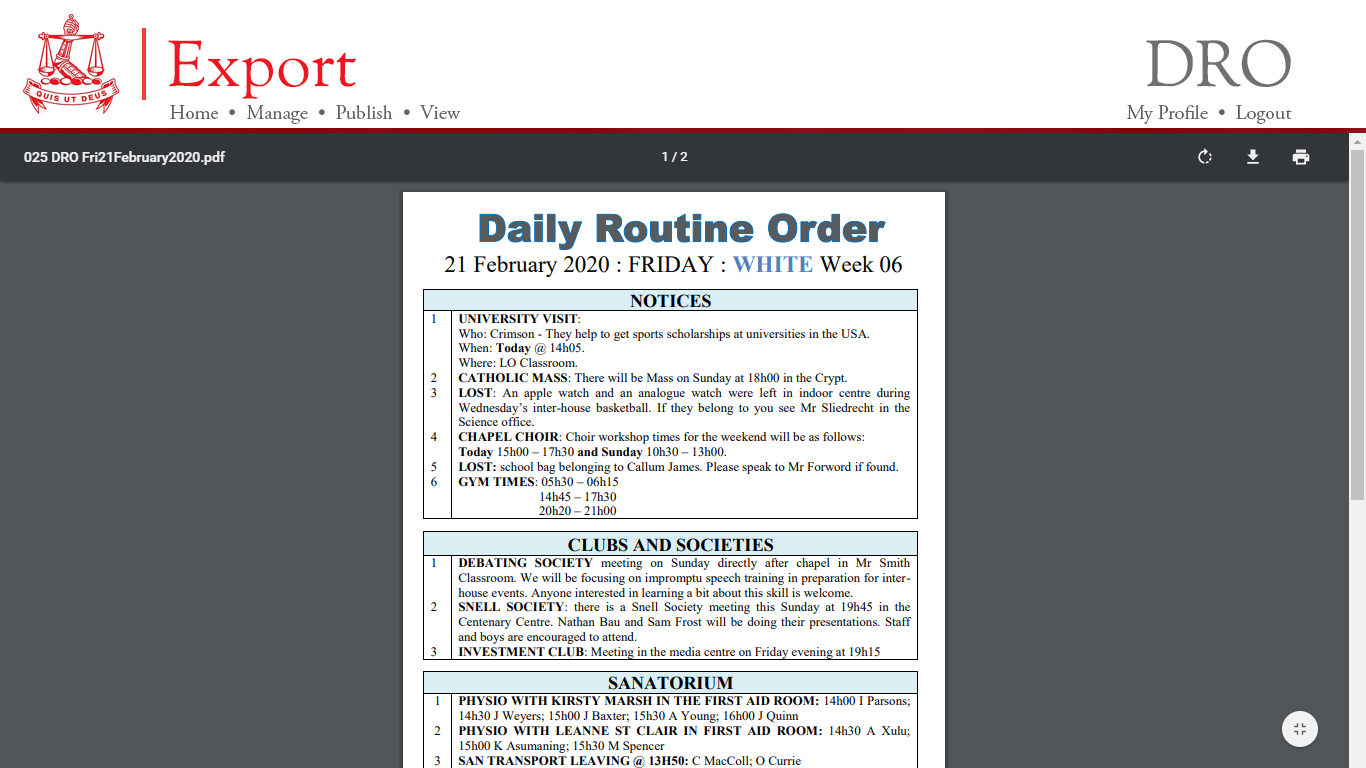 QUIS UT DEUS
Export
DRO
Home • Manage • Publish • View
My Profile • Logout
025 DRO Fri21February2020.pdf
1 / 2
Daily Routine Order
21 February 2020 : FRIDAY : WHITE Week 06
NOTICES
1 UNIVERSITY VISIT:
Who: Crimson - They help to get sports scholarships at universities in the USA.
When: Today @ 14h05.
Where: LO Classroom.
2 CATHOLIC MASS: There will be Mass on Sunday at 18h00 in the Crypt.
3 LOST: An apple watch and an analogue watch were left in indoor centre during
Wednesday's inter-house basketball. If they belong to you see Mr Sliedrecht in the
Science office.
4 CHAPEL CHOIR: Choir workshop times for the weekend will be as follows:
Today 15h00 – 17h30 and Sunday 10h30 – 13h00.
5 LOST: school bag belonging to Callum James. Please speak to Mr Forword if found.
6 GYM TIMES: 05h30 – 06h15
14h45 – 17h30
20h20 – 21h00
CLUBS AND SOCIETIES
1 DEBATING SOCIETY meeting on Sunday directly after chapel in Mr Smith
Classroom. We will be focusing on impromptu speech training in preparation for inter-
house events. Anyone interested in learning a bit about this skill is welcome.
2 SNELL SOCIETY: there is a Snell Society meeting this Sunday at 19h45 in the
Centenary Centre. Nathan Bau and Sam Frost will be doing their presentations. Staff
and boys are encouraged to attend.
3 INVESTMENT CLUB: Meeting in the media centre on Friday evening at 19h15
SANATORIUM
1 PHYSIO WITH KIRSTY MARSH IN THE FIRST AID ROOM: 14h00 I Parsons;
14h30 J Weyers; 15h00 J Baxter; 15h30 A Young; 16h00 J Quinn
2 PHYSIO WITH LEANNE ST CLAIR IN FIRST AID ROOM: 14h30 A Xulu;
15h00 K Asumaning; 15h30 M Spencer
3 SAN TRANSPORT LEAVING @ 13H50: C MacColl; O Currie